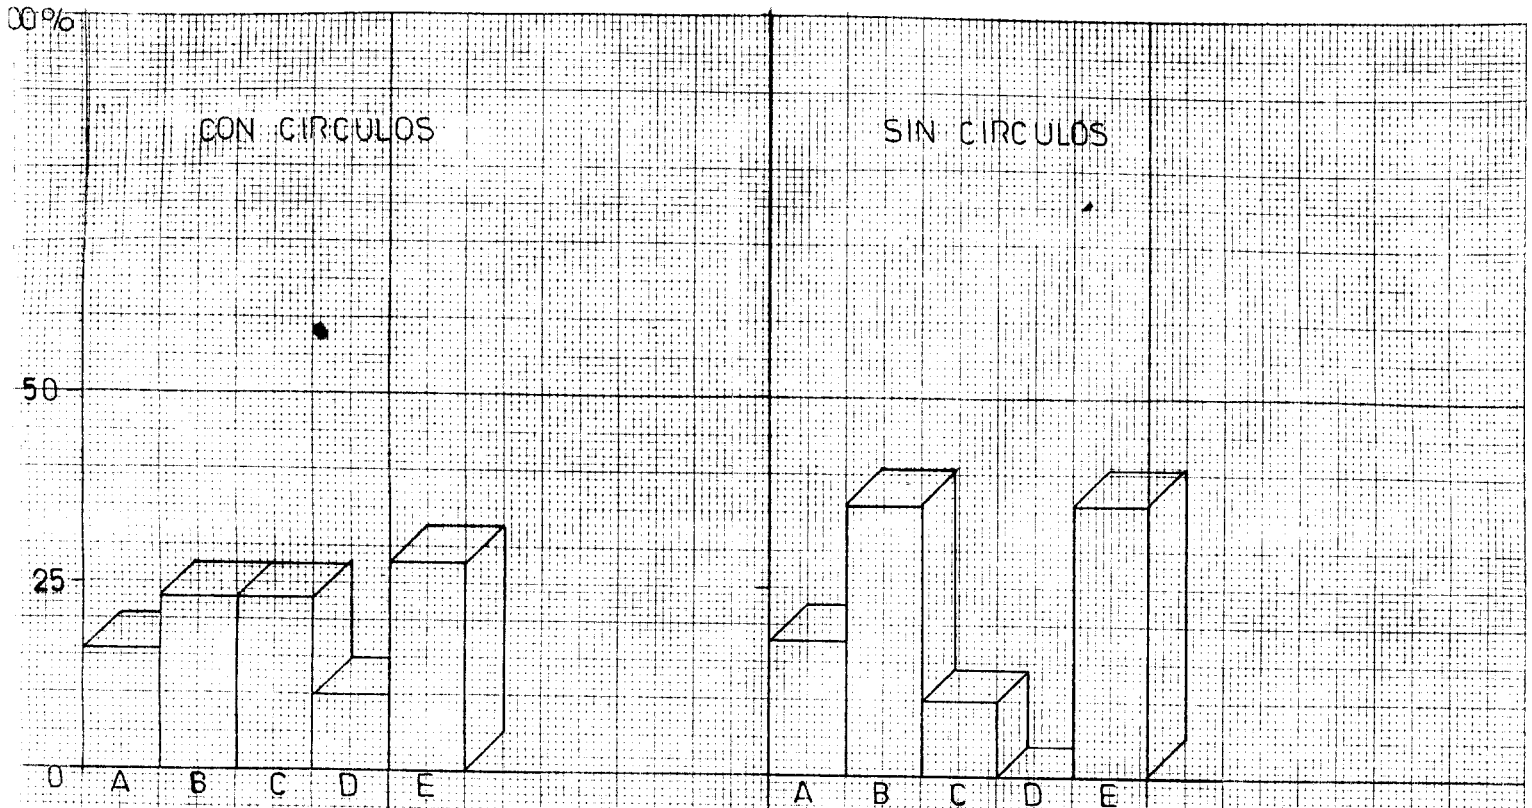 00%
CON CIRCULOS
SIN CIRCULOS
50
25
0
A B C D E
A B C D E